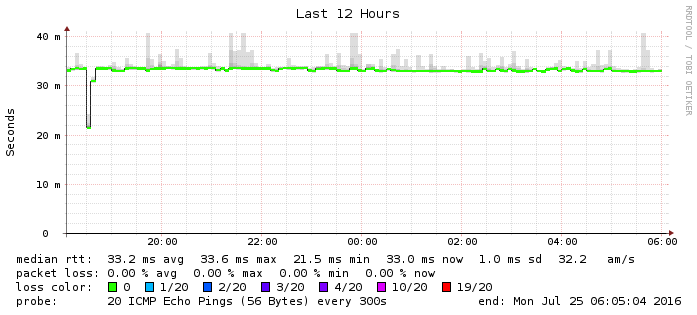 Last 12 Hours
RRDTOOL / TOBI OETIKER
Seconds
40 m
30 m
20 m
10 m
0
20:00 22:00 00:00 02:00 04:00 06:00
median rtt: 33.2 ms avg 33.6 ms max 21.5 ms min 33.0 ms now 1.0 ms sd 32.2 am/s
packet loss: 0.00 % avg 0.00 % max 0.00 % min 0.00 % now
loss color: 0 1/20 2/20 3/20 4/20 10/20 19/20
probe: 20 ICMP Echo Pings (56 Bytes) every 300s end: Mon Jul 25 06:05:04 2016